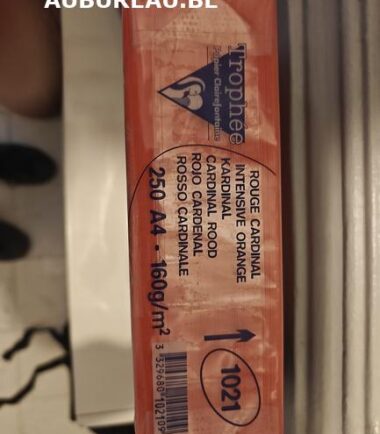 AUBUREAU.BE
Trophée
Papier Clairefontaine
ROUGE CARDINAL
INTENSIVE ORANGE
KARDINAL
CARDINAL ROOD
ROJO CARDENAL
ROSSO CARDINALE
250 A4 • 160g/m²
1021
3 329680 102109